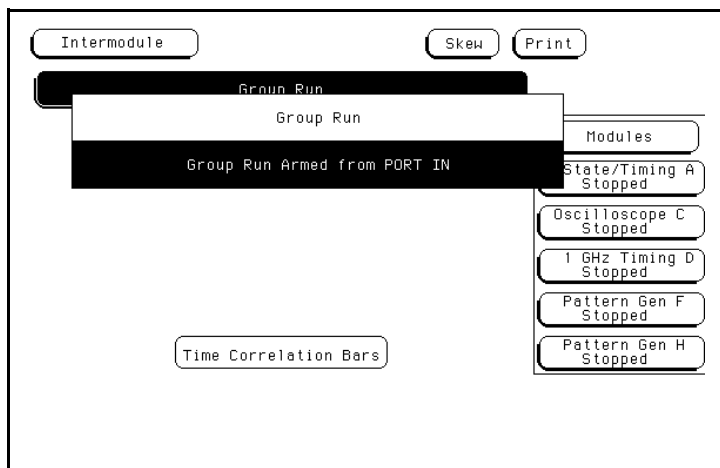 Intermodule
Skew
Print
Group Run
Group Run
Group Run Armed from PORT IN
Modules
State/Timing A
Stopped
Oscilloscope C
Stopped
1 GHz Timing D
Stopped
Pattern Gen F
Stopped
Pattern Gen H
Stopped
Time Correlation Bars